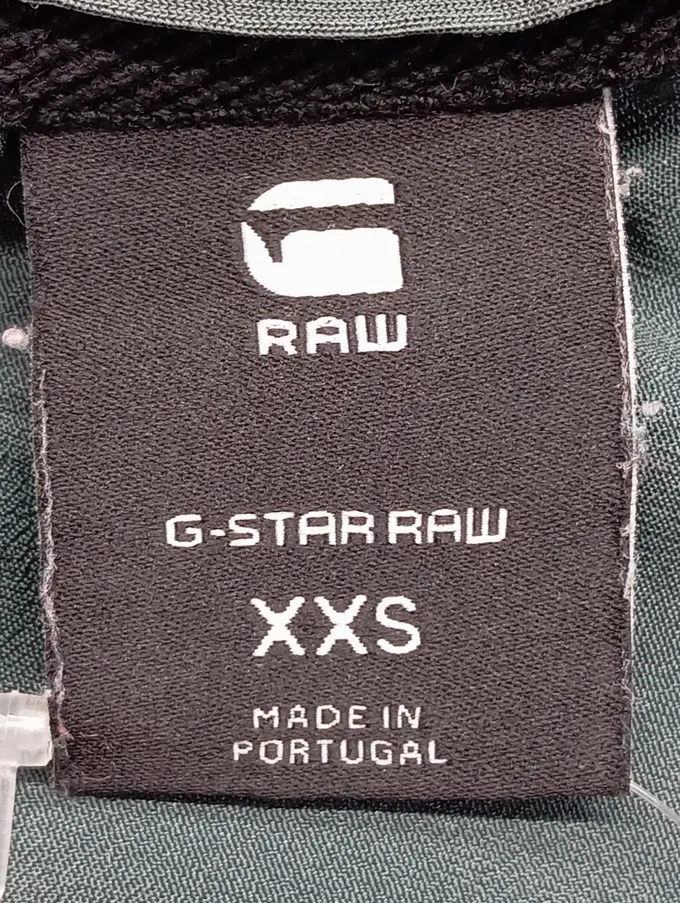 RAW
G-STAR RAW
XXS
MADE IN
PORTUGAL